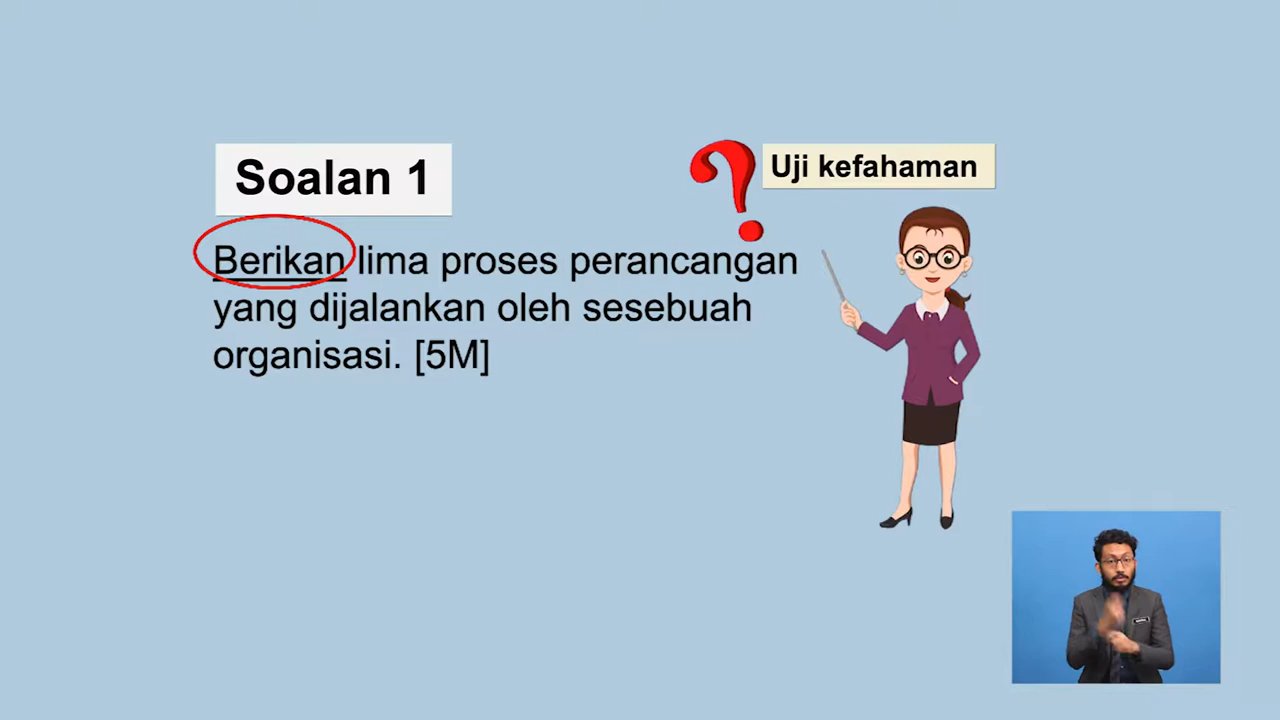 Soalan 1
Uji kefahaman
Berikan lima proses perancangan
yang dijalankan oleh sesebuah
organisasi. [5M]